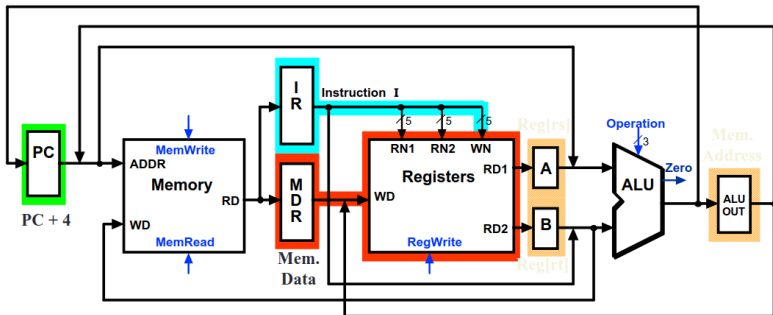 I
R
Instruction I
5
5
5
Reg[rs]
Operation
3
Mem.
Address
PC
MemWrite
ADDR
Memory
RD
WD
MemRead
PC + 4
M
D
R
Mem.
Data
RN1
RN2
WN
Registers
RD1
WD
RD2
RegWrite
A
B
Reg[rt]
Zero
ALU
ALU
OUT